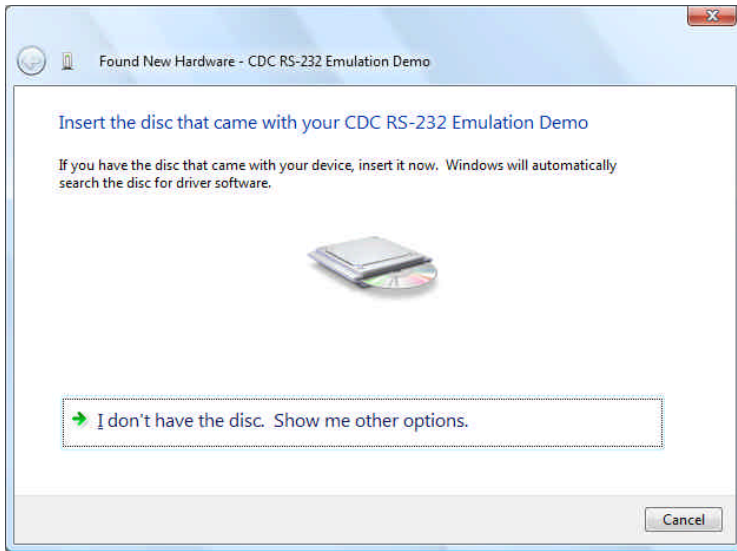 Found New Hardware - CDC RS-232 Emulation Demo
Insert the disc that came with your CDC RS-232 Emulation Demo
If you have the disc that came with your device, insert it now.  Windows will automatically
search the disc for driver software.
I don't have the disc.  Show me other options.
Cancel